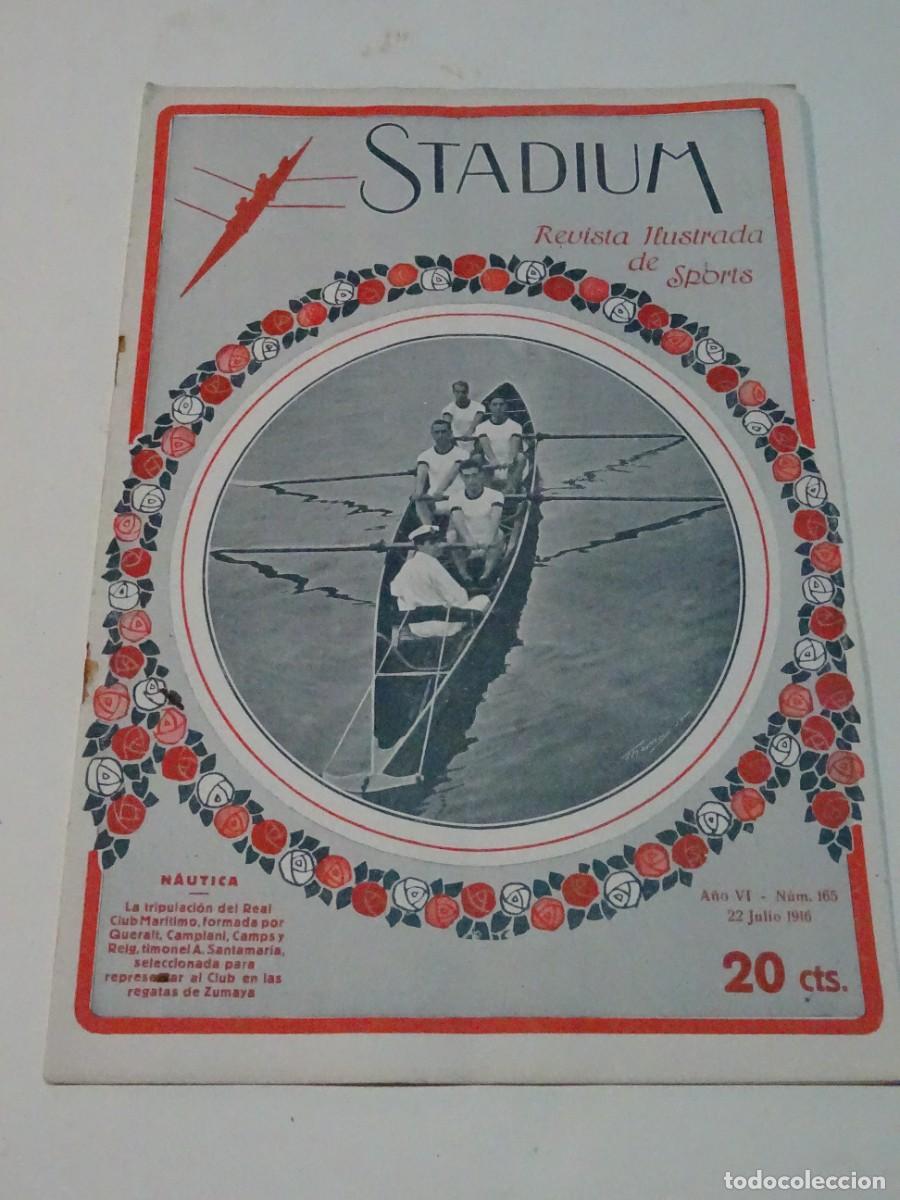 STADIUM
Revista Ilustrada
de Sports
NÁUTICA
La tripulación del Real
Club Marítimo, formada por
Queralt, Campiani, Camps y
Reig, timonel A. Santamaría,
seleccionada para
representar al Club en las
regatas de Zumaya
Año VI - Núm. 165
22 Julio 1916
20 cts.
todocoleccion